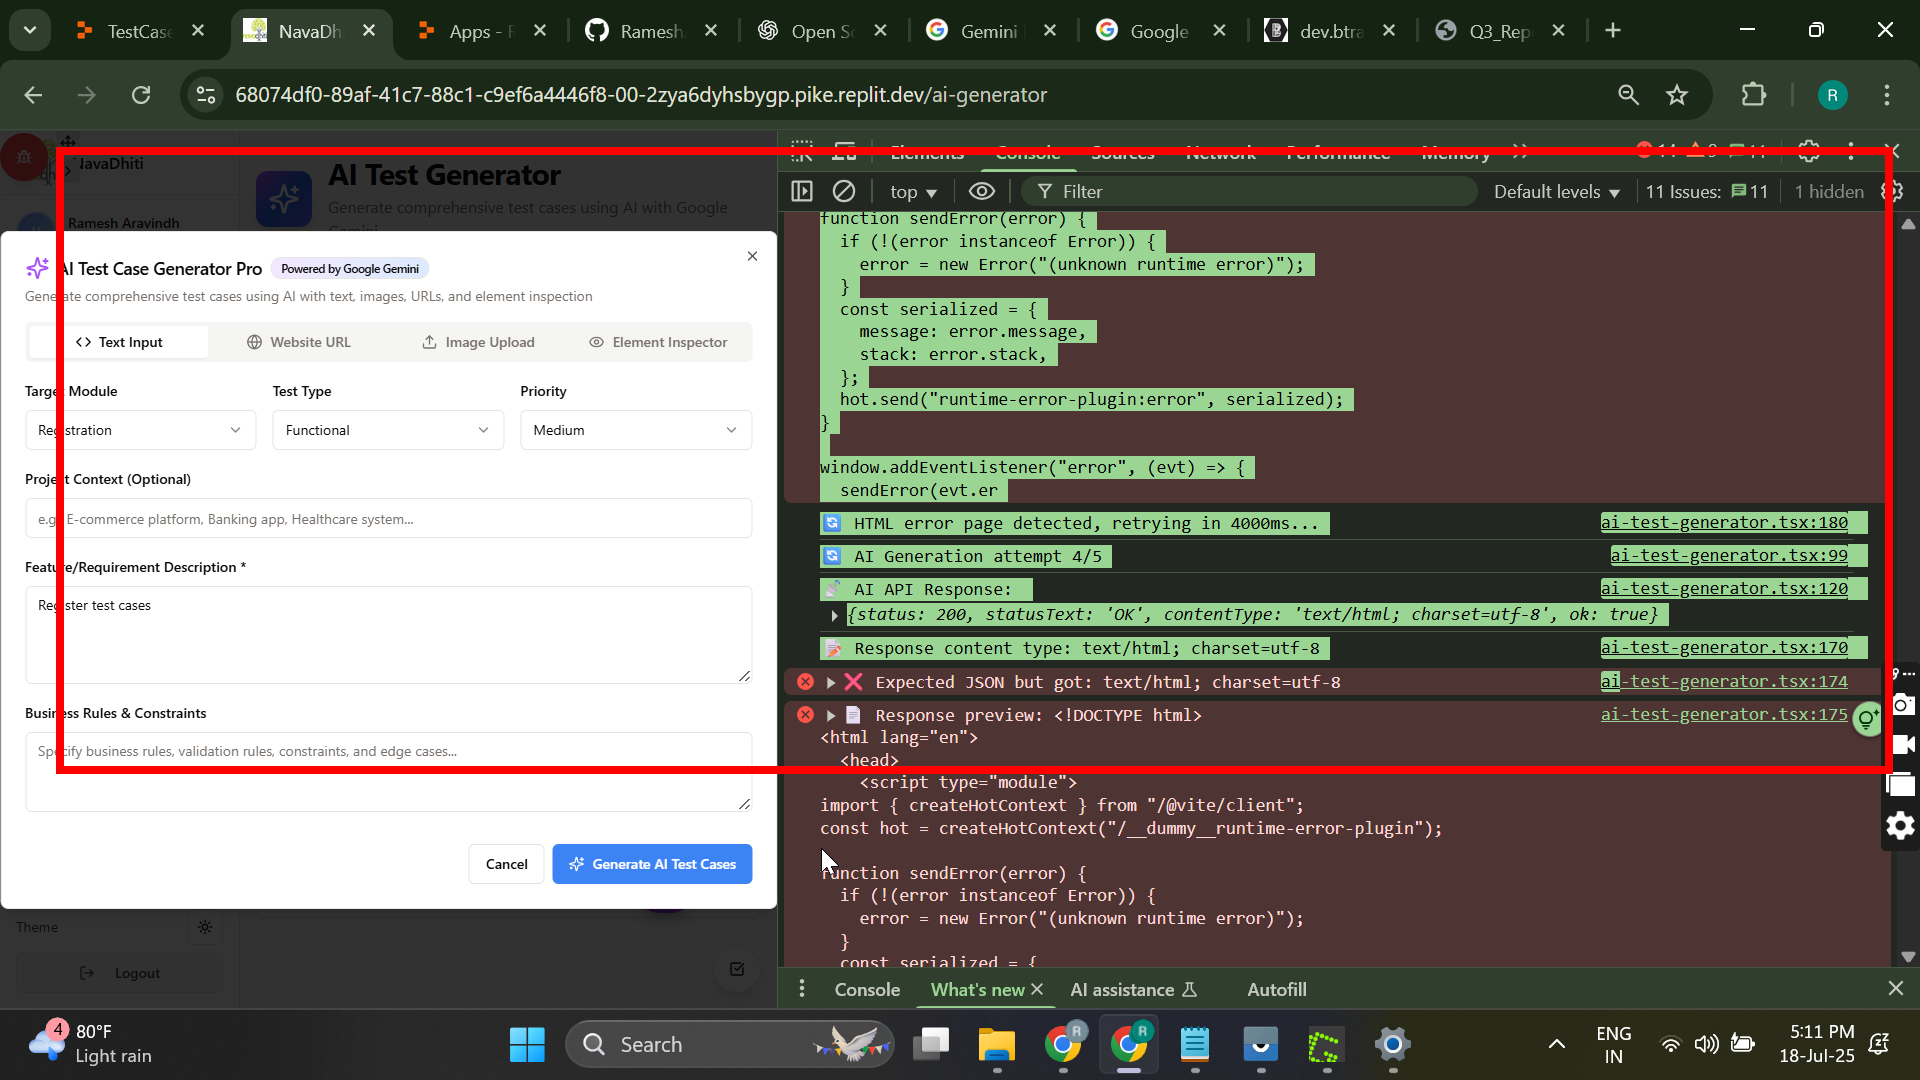 TestCase
NavaDh
Apps - R
Ramesh
Open So
Gemini
Google
dev.btra
Q3_Rep
68074df0-89af-41c7-88c1-c9ef6a4446f8-00-2zya6dyhsbygp.pike.replit.dev/ai-generator
R
NavaDhiti
Ramesh Aravindh
AI Test Generator
Generate comprehensive test cases using AI with Google
Gemini
AI Test Case Generator Pro
Powered by Google Gemini
Generate comprehensive test cases using AI with text, images, URLs, and element inspection
Text Input
Website URL
Image Upload
Element Inspector
Target Module
Test Type
Priority
Registration
Functional
Medium
Project Context (Optional)
e.g. E-commerce platform, Banking app, Healthcare system...
Feature/Requirement Description *
Register test cases
Business Rules & Constraints
Specify business rules, validation rules, constraints, and edge cases...
Cancel
Generate AI Test Cases
Theme
Logout
Elements
Console
Sources
Network
Performance
Memory
14
9
11
top
Filter
Default levels
11 Issues:
11
1 hidden
function sendError(error) {
if (!(error instanceof Error)) {
error = new Error("(unknown runtime error)");
}
const serialized = {
message: error.message,
stack: error.stack,
};
hot.send("runtime-error-plugin:error", serialized);
}
window.addEventListener("error", (evt) => {
sendError(evt.er
HTML error page detected, retrying in 4000ms... ai-test-generator.tsx:180
AI Generation attempt 4/5 ai-test-generator.tsx:99
AI API Response: ai-test-generator.tsx:120
{status: 200, statusText: 'OK', contentType: 'text/html; charset=utf-8', ok: true}
Response content type: text/html; charset=utf-8 ai-test-generator.tsx:170
Expected JSON but got: text/html; charset=utf-8 ai-test-generator.tsx:174
Response preview: <!DOCTYPE html> ai-test-generator.tsx:175
<html lang="en">
<head>
<script type="module">
import { createHotContext } from "/@vite/client";
const hot = createHotContext("/__dummy__runtime-error-plugin");
function sendError(error) {
if (!(error instanceof Error)) {
error = new Error("(unknown runtime error)");
}
const serialized = {
Console
What's new
AI assistance
Autofill
4
80°F
Light rain
Search
R
R
ENG
IN
5:11 PM
18-Jul-25